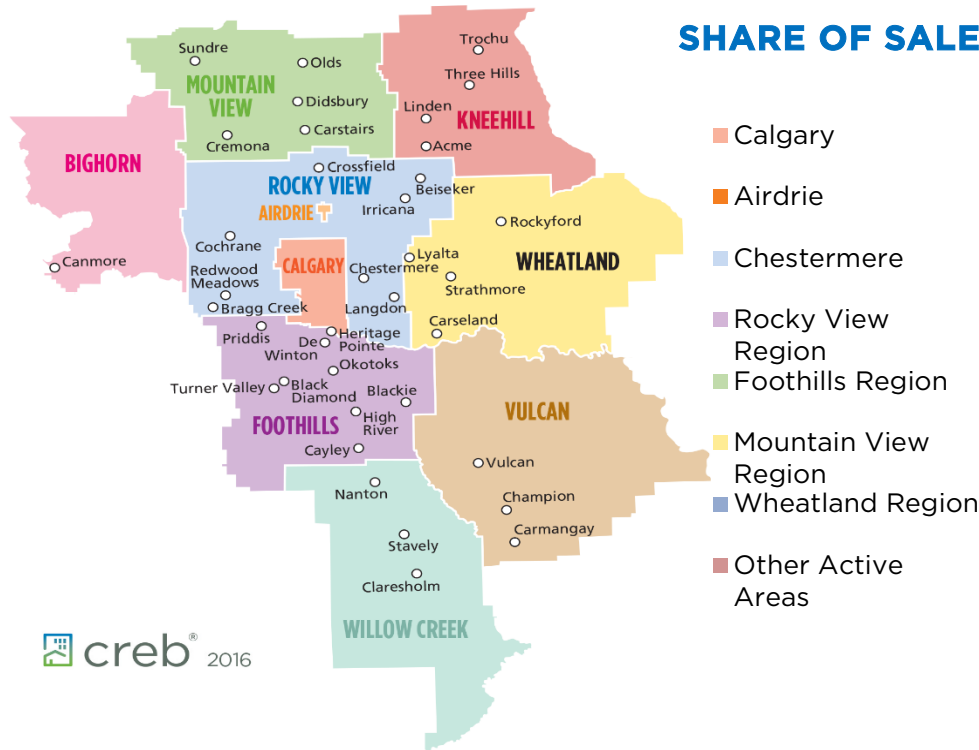 SHARE OF SALE
Trochu
Sundre
Olds
MOUNTAIN
VIEW
Three Hills
Didsbury
Linden
KNEEHILL
Carstairs
Cremona
Acme
BIGHORN
Crossfield
ROCKY VIEW
Beiseker
AIRDRIE
Irricana
Rockyford
Cochrane
Lyalta
CALGARY
Chestermere
WHEATLAND
Redwood
Meadows
Strathmore
Bragg Creek
Langdon
Carseland
Priddis
De
Winton
Heritage
Pointe
Okotoks
Turner Valley
Black
Diamond
Blackie
High
River
FOOTHILLS
VULCAN
Cayley
Vulcan
Nanton
Champion
Stavely
Carmangay
Claresholm
WILLOW CREEK
creb® 2016
Calgary
Airdrie
Chestermere
Rocky View
Region
Foothills Region
Mountain View
Region
Wheatland Region
Other Active
Areas